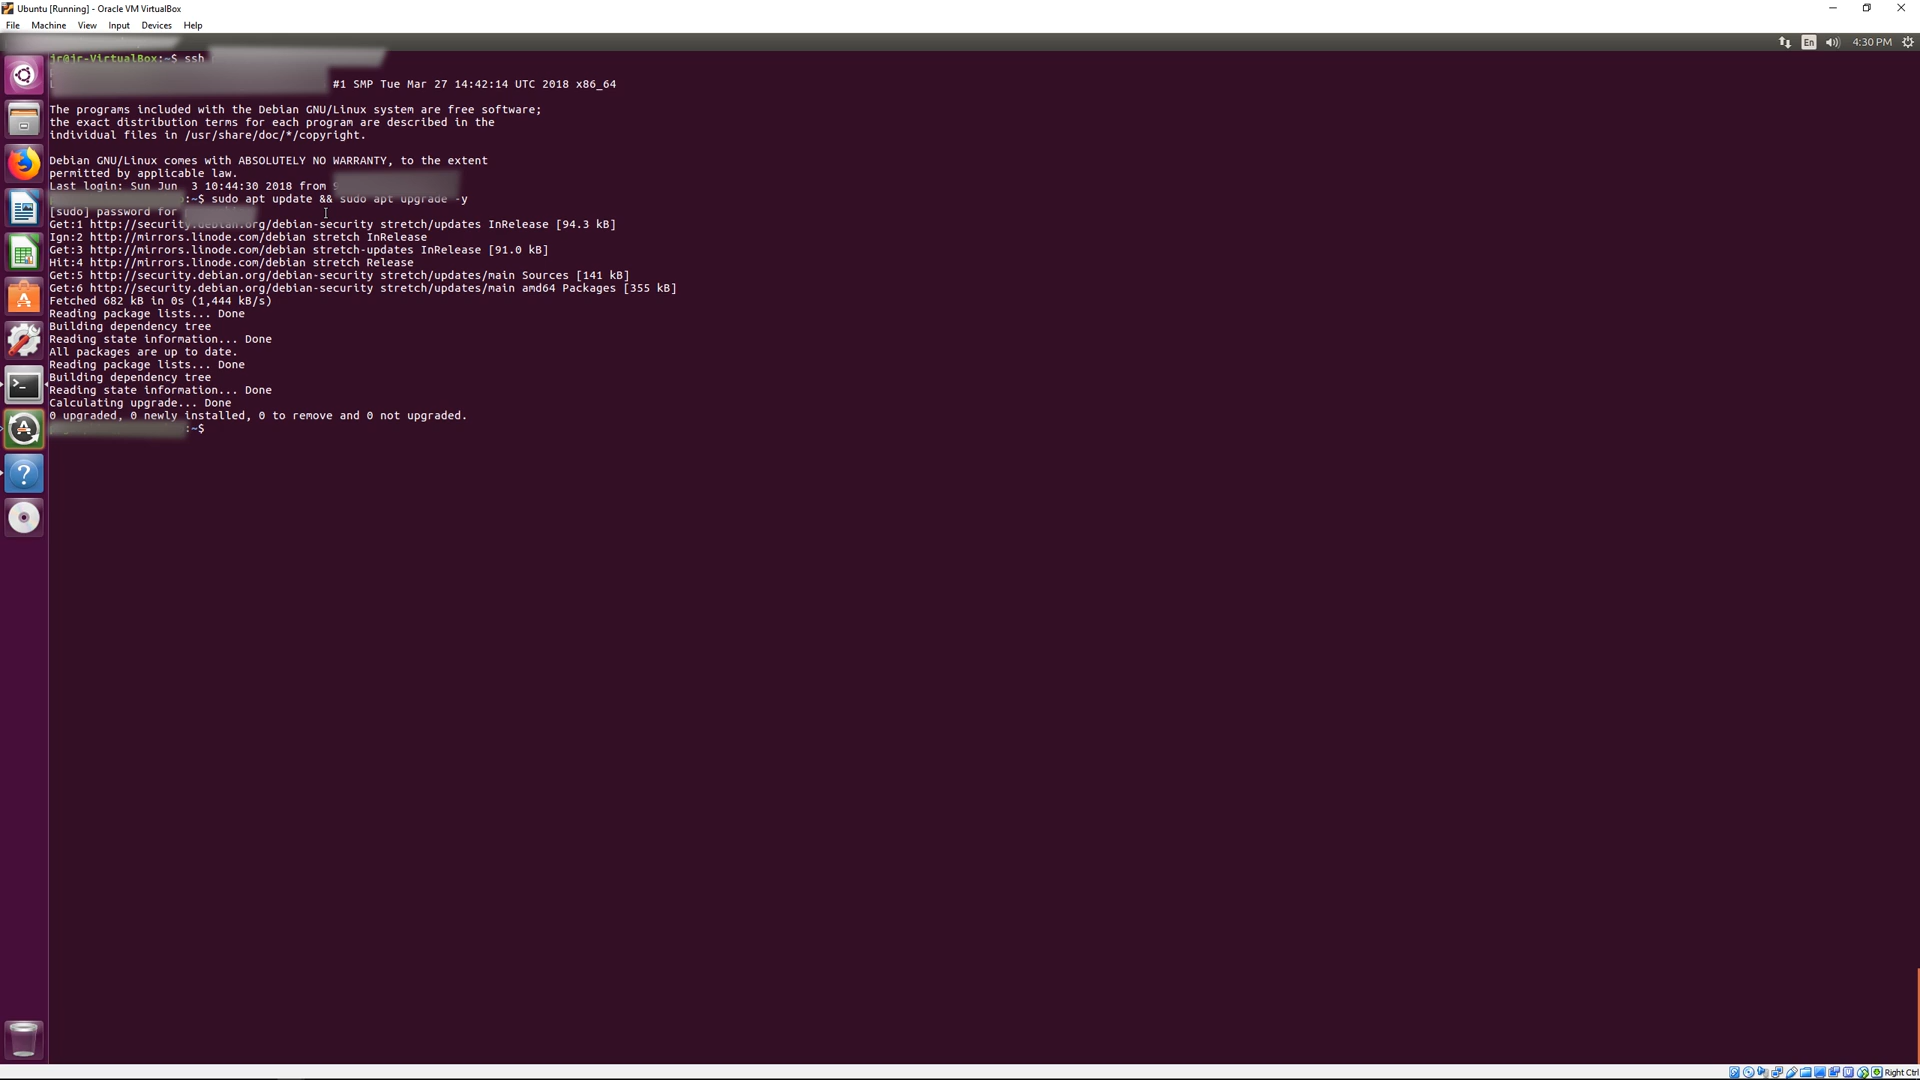 Ubuntu [Running] - Oracle VM VirtualBox
File Machine View Input Devices Help
En 4:30 PM
jr@jr-VirtualBox:~$ ssh
#1 SMP Tue Mar 27 14:42:14 UTC 2018 x86_64
The programs included with the Debian GNU/Linux system are free software;
the exact distribution terms for each program are described in the
individual files in /usr/share/doc/*/copyright.
Debian GNU/Linux comes with ABSOLUTELY NO WARRANTY, to the extent
permitted by applicable law.
Last login: Sun Jun  3 10:44:30 2018 from
:~$ sudo apt update && sudo apt upgrade -y
[sudo] password for
Get:1 http://security.debian.org/debian-security stretch/updates InRelease [94.3 kB]
Ign:2 http://mirrors.linode.com/debian stretch InRelease
Get:3 http://mirrors.linode.com/debian stretch-updates InRelease [91.0 kB]
Hit:4 http://mirrors.linode.com/debian stretch Release
Get:5 http://security.debian.org/debian-security stretch/updates/main Sources [141 kB]
Get:6 http://security.debian.org/debian-security stretch/updates/main amd64 Packages [355 kB]
Fetched 682 kB in 0s (1,444 kB/s)
Reading package lists... Done
Building dependency tree
Reading state information... Done
All packages are up to date.
Reading package lists... Done
Building dependency tree
Reading state information... Done
Calculating upgrade... Done
0 upgraded, 0 newly installed, 0 to remove and 0 not upgraded.
:~$
Right Ctrl